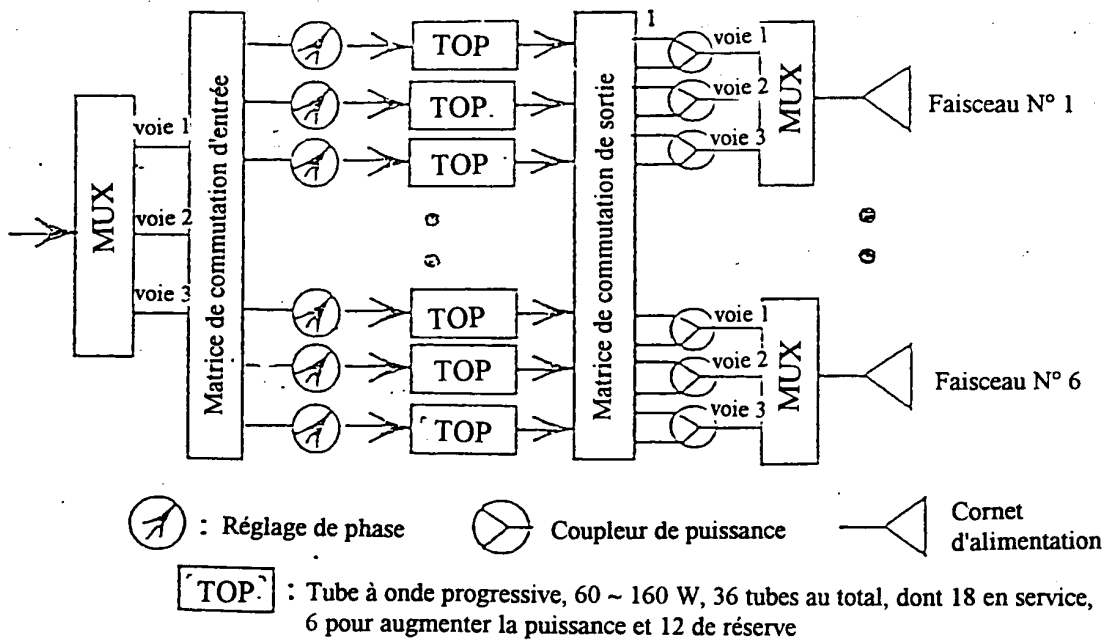 MUX
voie 1
voie 2
voie 3
Matrice de commutation d'entrée
TOP
TOP
TOP
TOP
TOP
TOP
Matrice de commutation de sortie
1
voie 1
voie 2
voie 3
MUX
Faisceau N° 1
voie 1
voie 2
voie 3
MUX
Faisceau N° 6
: Réglage de phase
Coupleur de puissance
Cornet
d'alimentation
TOP : Tube à onde progressive, 60 ~ 160 W, 36 tubes au total, dont 18 en service,
6 pour augmenter la puissance et 12 de réserve